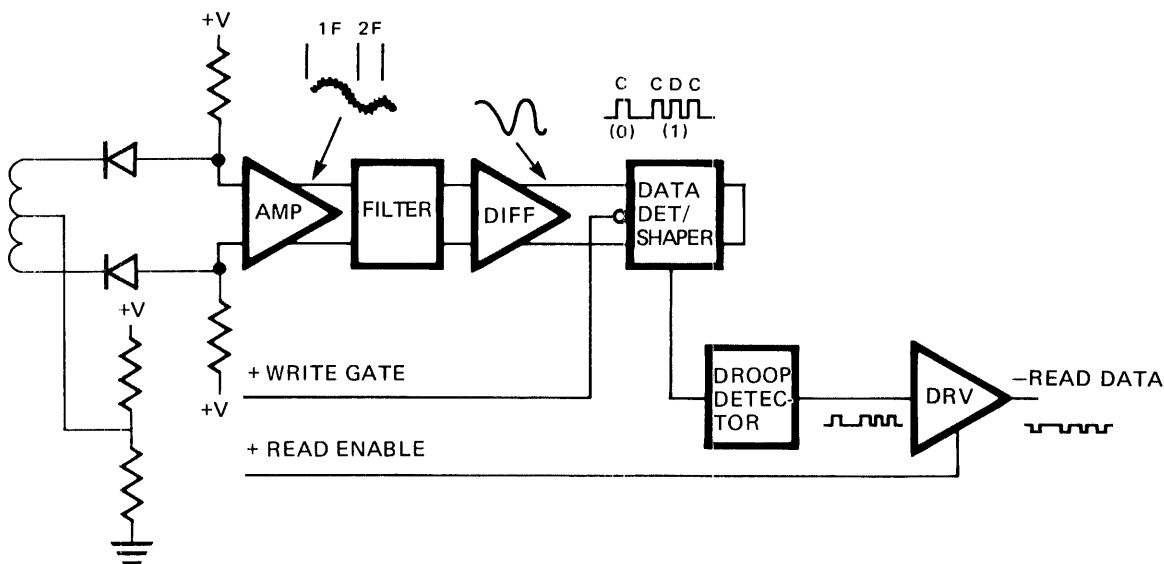 +V
1F 2F
C C D C
(0) (1)
AMP
FILTER
DIFF
DATA
DET/
SHAPER
+V
+V
+ WRITE GATE
DROOP
DETEC-
TOR
DRV
–READ DATA
+ READ ENABLE